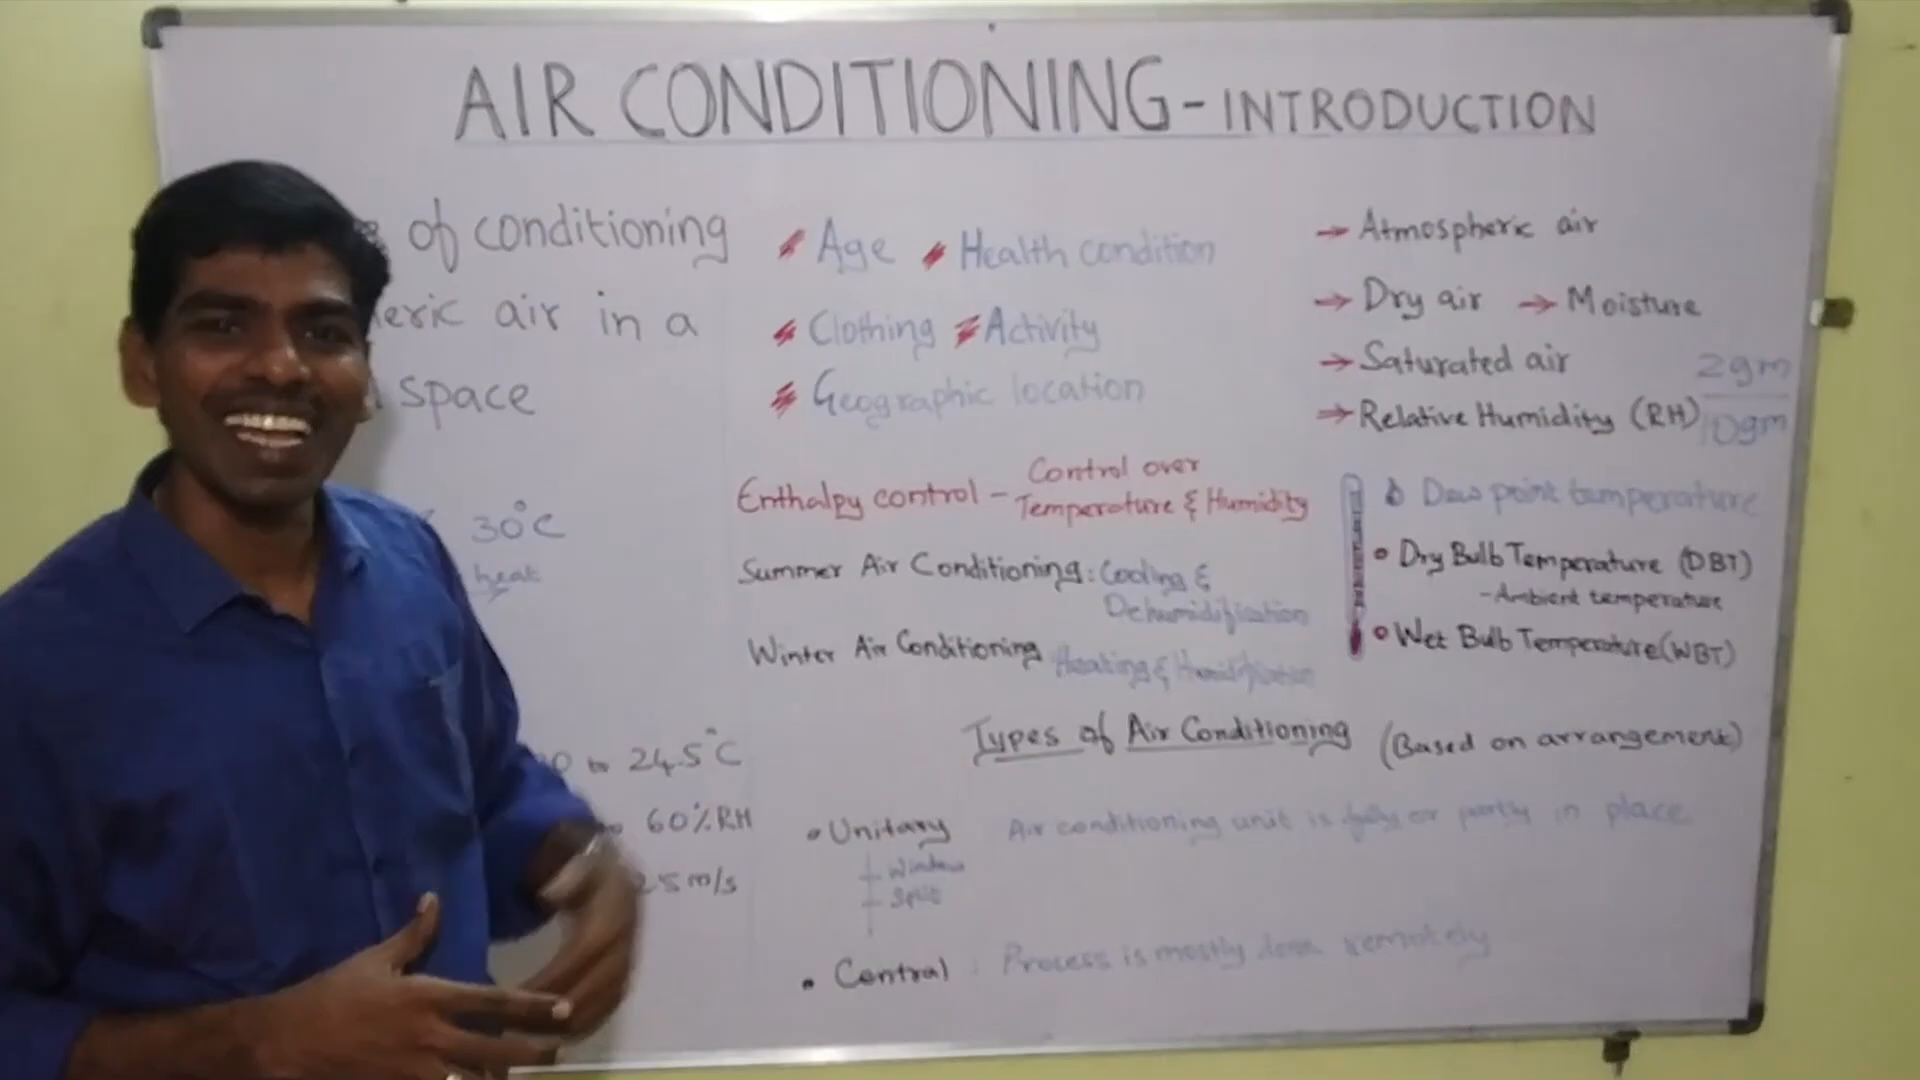 AIR CONDITIONING - INTRODUCTION
of conditioning
air in a
space
30°C
heat
to 24.5°C
60%RH
25 m/s
Age Health condition
Clothing Activity
Geographic location
Enthalpy control - Control over
Temperature & Humidity
Summer Air Conditioning: Cooling &
Dehumidification
Winter Air Conditioning Heating & Humidification
→ Atmospheric air
→ Dry air → Moisture
→ Saturated air
→ Relative Humidity (RH)
2gm
10gm
Dew point temperature
• Dry Bulb Temperature (DBT)
- Ambient temperature
• Wet Bulb Temperature (WBT)
Types of Air Conditioning (Based on arrangement)
• Unitary Air conditioning unit is fully or partly in place
Window
Split
• Central : Process is mostly done remotely